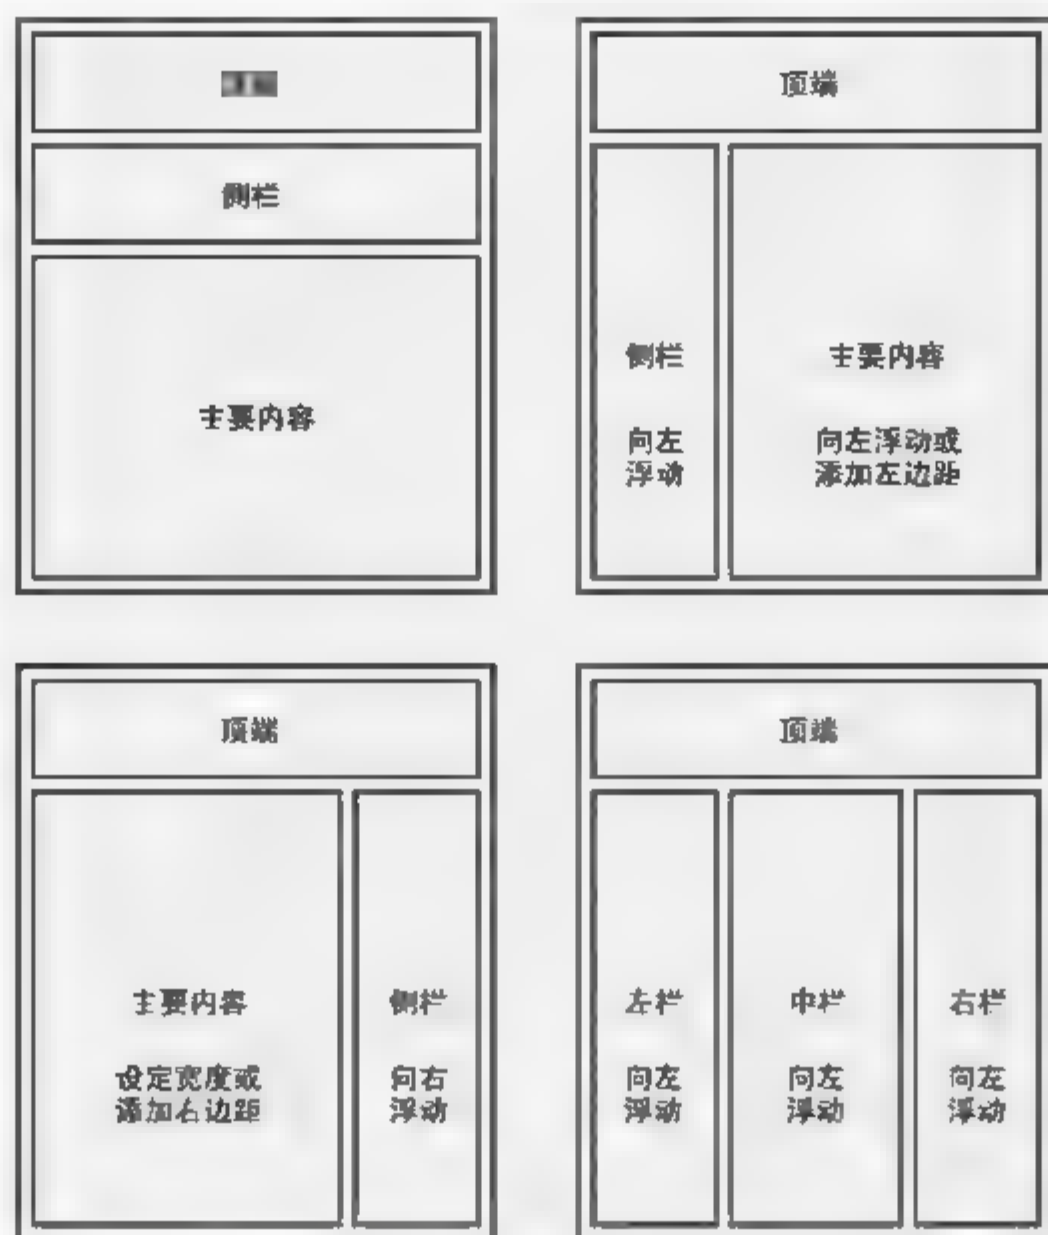 侧栏
主要内容
顶端
侧栏
向左
浮动
主要内容
向左浮动或
添加左边距
顶端
主要内容
设定宽度或
添加右边距
侧栏
向右
浮动
顶端
左栏
向左
浮动
中栏
向左
浮动
右栏
向左
浮动